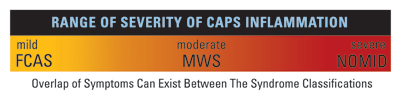 RANGE OF SEVERITY OF CAPS INFLAMMATION
mild moderate severe
FCAS MWS NOMID
Overlap of Symptoms Can Exist Between The Syndrome Classifications